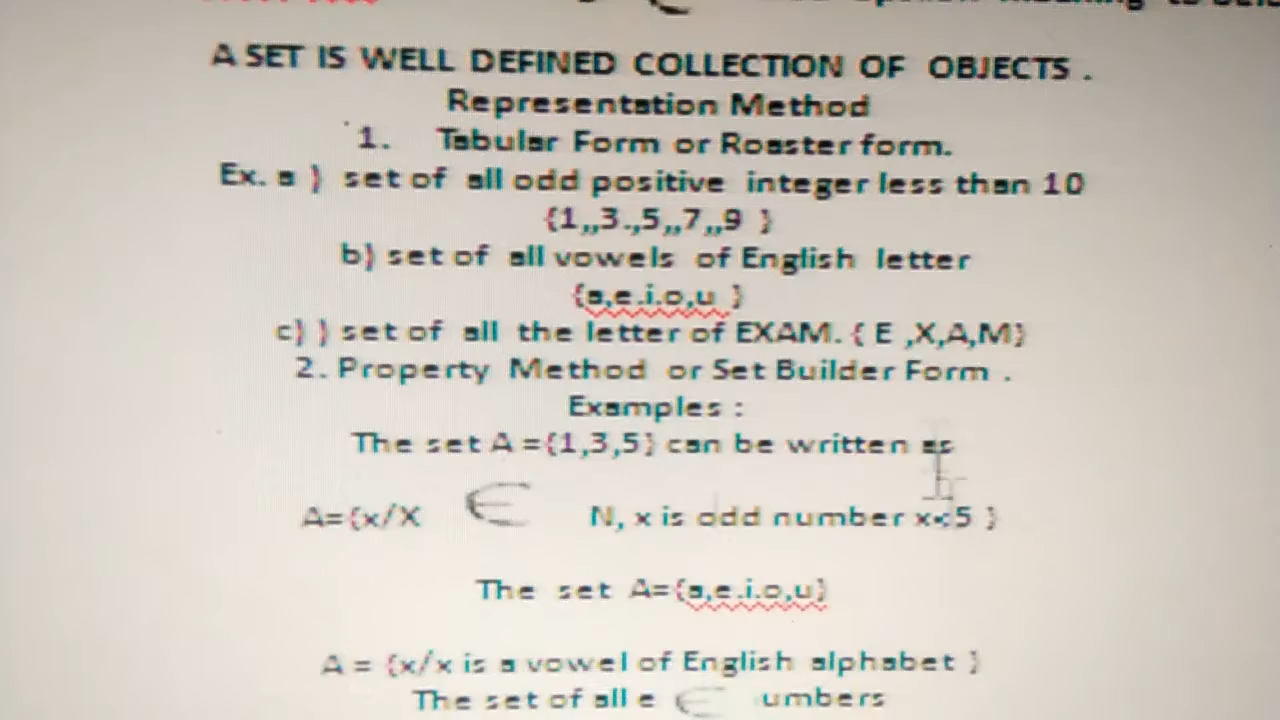 A SET IS WELL DEFINED COLLECTION OF OBJECTS .
Representation Method
1. Tabular Form or Roaster form.
Ex. a ) set of all odd positive integer less than 10
{1,,3.,5,,7,,9 }
b) set of all vowels of English letter
{a,e.i.o,u }
c) ) set of all the letter of EXAM. { E ,X,A,M}
2. Property Method or Set Builder Form .
Examples :
The set A ={1,3,5} can be written as
A={x/X ∈ N, x is odd number x<5 }
The set A={a,e.i.o,u}
A = {x/x is a vowel of English alphabet }
The set of all e ∈ umbers